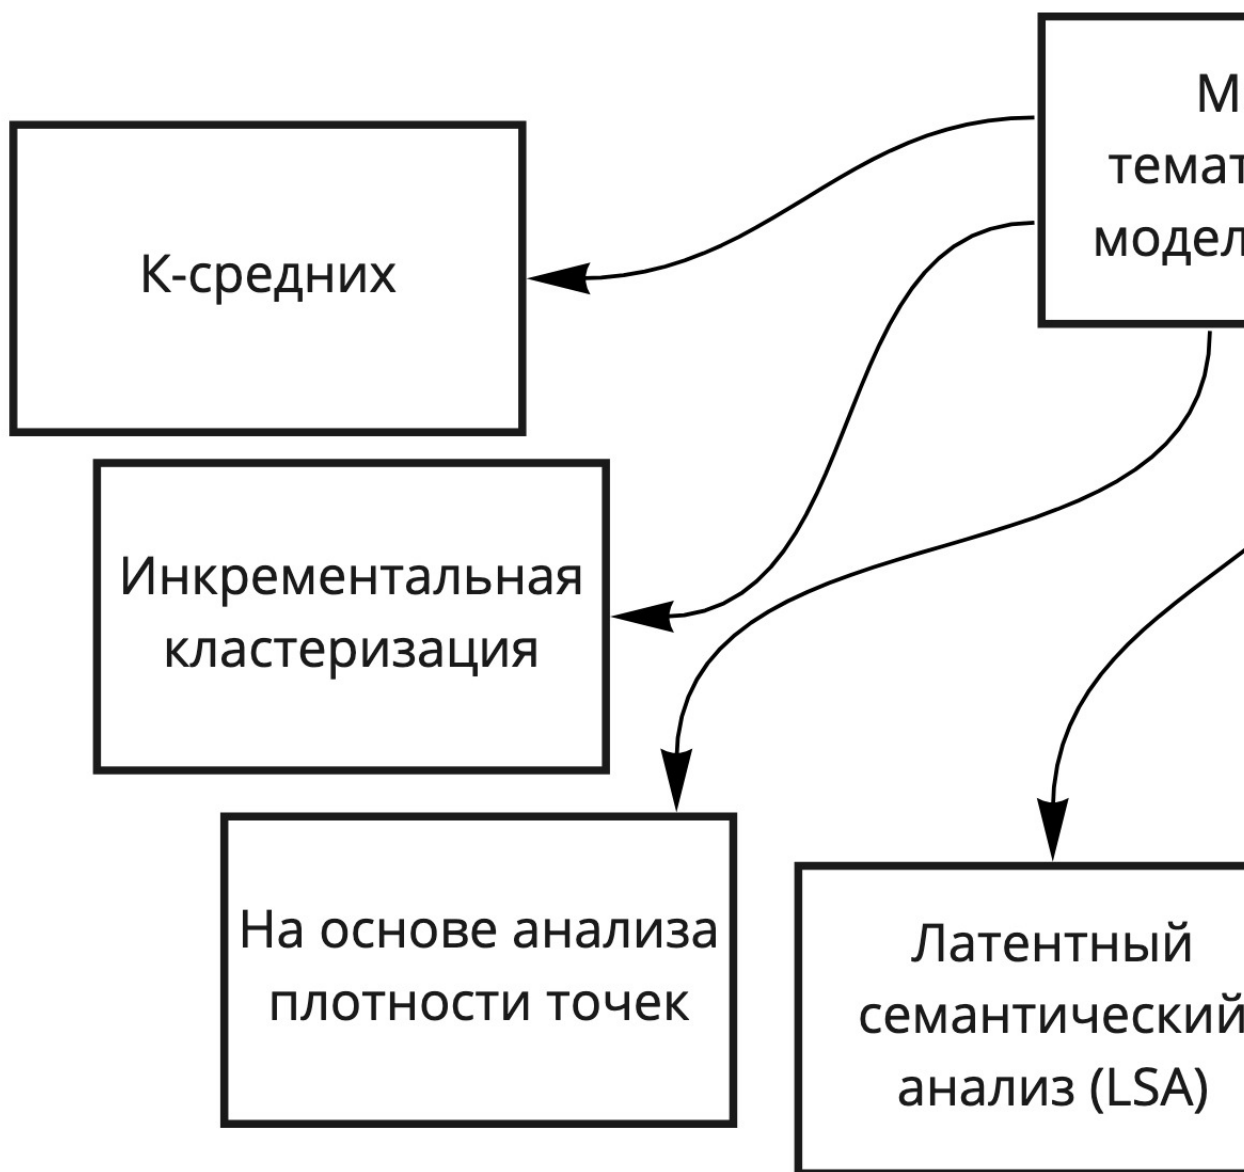 М
темат
модел
К-средних
Инкрементальная
кластеризация
На основе анализа
плотности точек
Латентный
семантический
анализ (LSA)